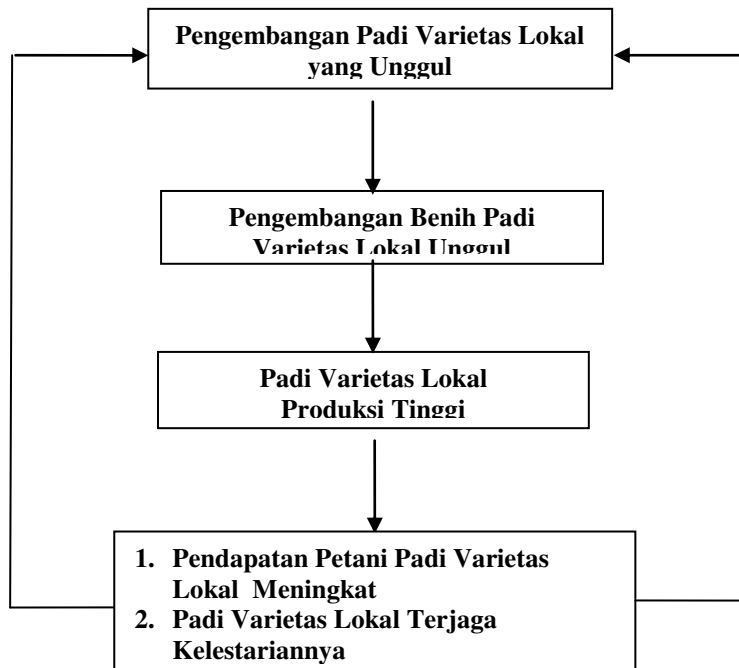 Pengembangan Padi Varietas Lokal
yang Unggul
Pengembangan Benih Padi
Varietas Lokal Unggul
Padi Varietas Lokal
Produksi Tinggi
1. Pendapatan Petani Padi Varietas
Lokal Meningkat
2. Padi Varietas Lokal Terjaga
Kelestariannya